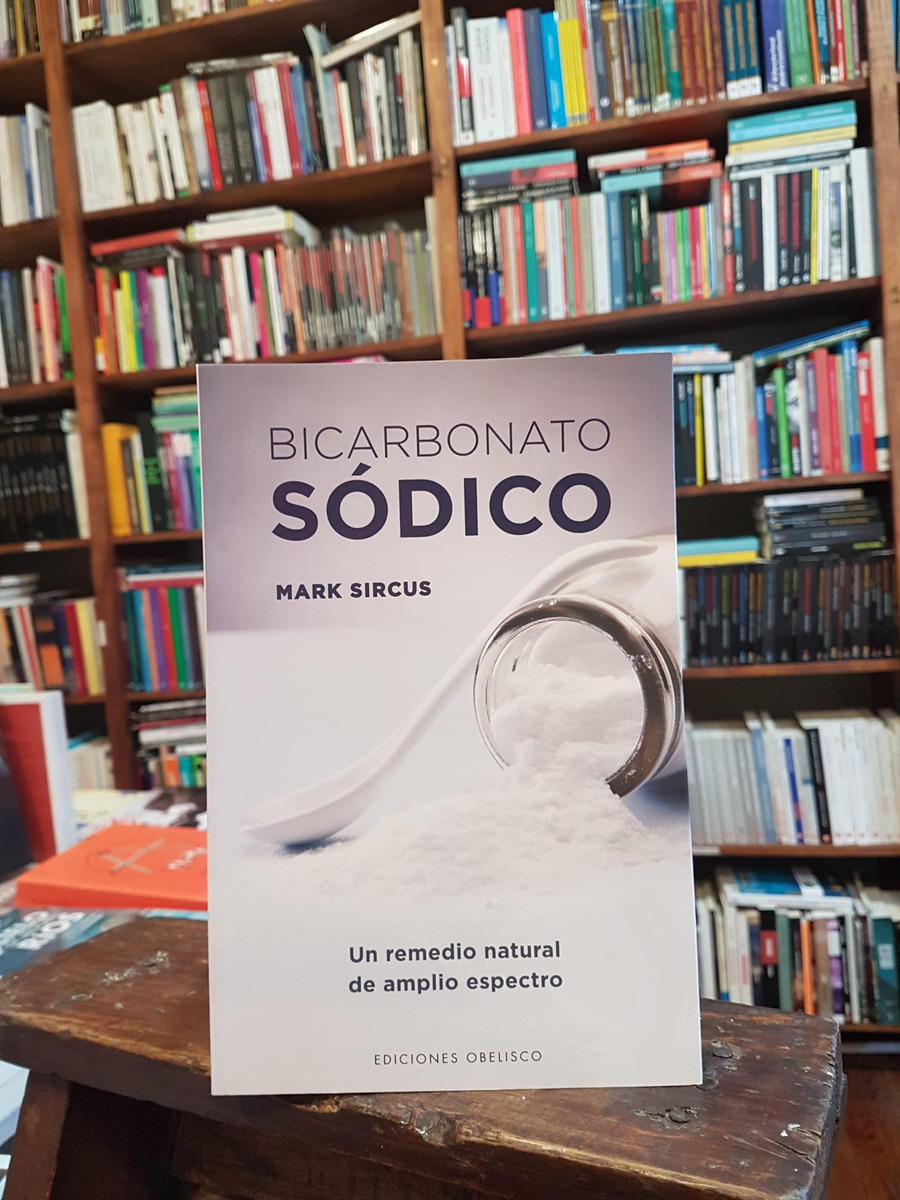 BICARBONATO
SÓDICO
MARK SIRCUS
Un remedio natural
de amplio espectro
EDICIONES OBELISCO